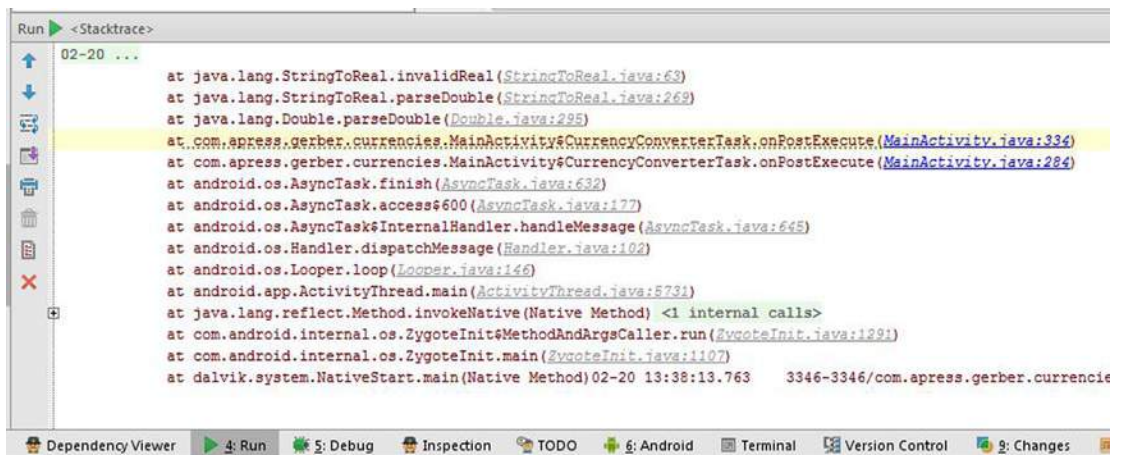 Run <Stacktrace>
02-20 ...
at java.lang.StringToReal.invalidReal(StringToReal.java:63)
at java.lang.StringToReal.parseDouble(StringToReal.java:269)
at java.lang.Double.parseDouble(Double.java:295)
at com.apress.gerber.currencies.MainActivity$CurrencyConverterTask.onPostExecute(MainActivity.java:334)
at com.apress.gerber.currencies.MainActivity$CurrencyConverterTask.onPostExecute(MainActivity.java:284)
at android.os.AsyncTask.finish(AsyncTask.java:632)
at android.os.AsyncTask.access$600(AsyncTask.java:177)
at android.os.AsyncTask$InternalHandler.handleMessage(AsyncTask.java:645)
at android.os.Handler.dispatchMessage(Handler.java:102)
at android.os.Looper.loop(Looper.java:146)
at android.app.ActivityThread.main(ActivityThread.java:5731)
at java.lang.reflect.Method.invokeNative(Native Method) <1 internal calls>
at com.android.internal.os.ZygoteInit$MethodAndArgsCaller.run(ZygoteInit.java:1291)
at com.android.internal.os.ZygoteInit.main(ZygoteInit.java:1107)
at dalvik.system.NativeStart.main(Native Method)02-20 13:38:13.763 3346-3346/com.apress.gerber.currencie
Dependency Viewer 4: Run 5: Debug Inspection TODO 6: Android Terminal Version Control 9: Changes